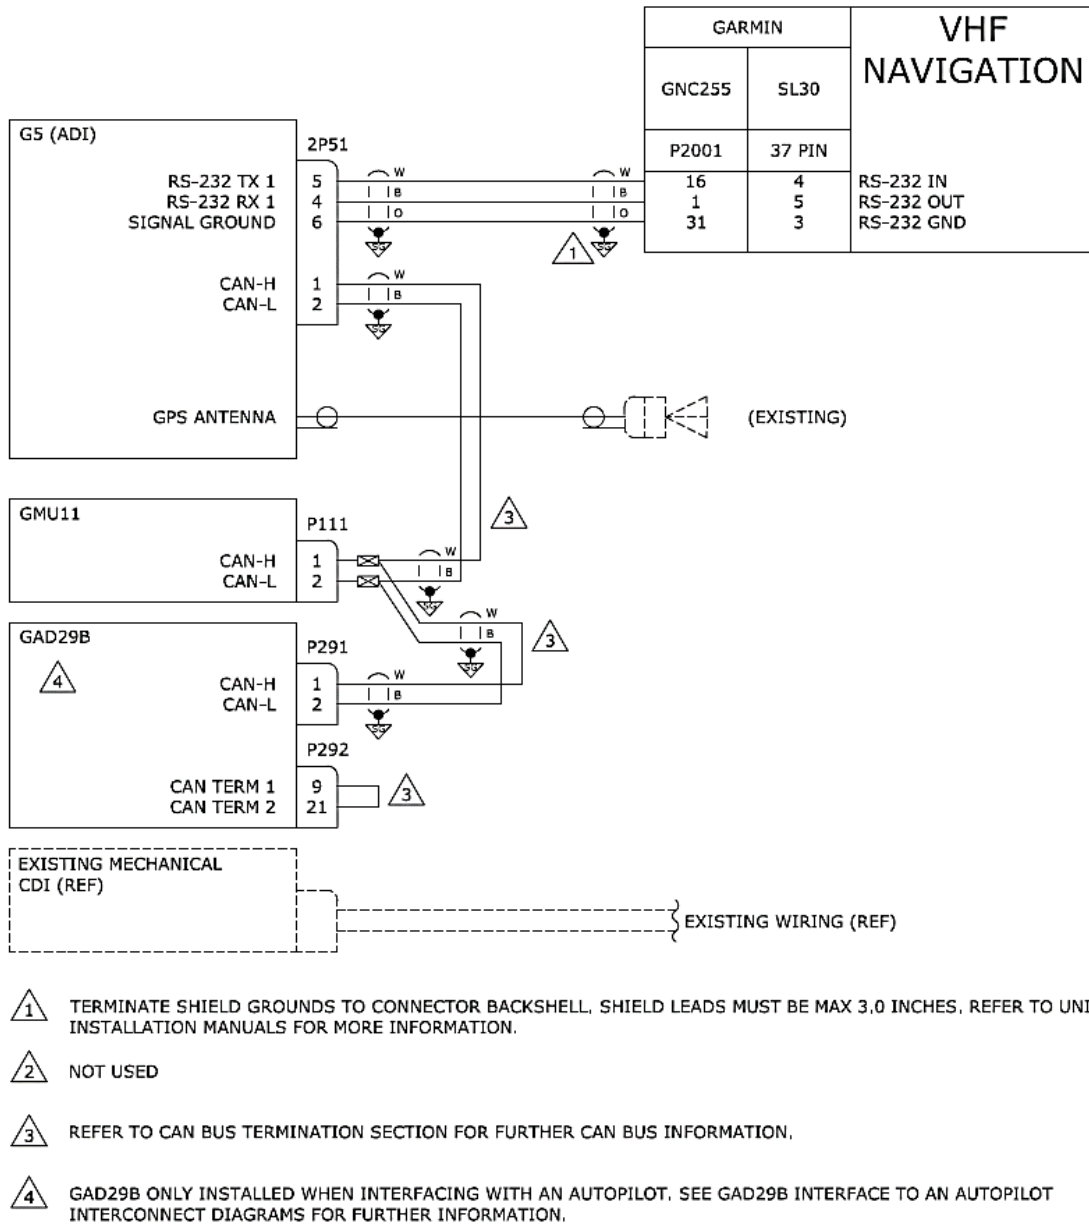 GARMIN
VHF
NAVIGATION
GNC255 SL30
P2001 37 PIN
16 4 RS-232 IN
1 5 RS-232 OUT
31 3 RS-232 GND
G5 (ADI)
2P51
RS-232 TX 1 5 W W
RS-232 RX 1 4 B B
SIGNAL GROUND 6 O O
SG SG
1
CAN-H 1 W
CAN-L 2 B
SG
GPS ANTENNA (EXISTING)
GMU11
P111
3
CAN-H 1 W
CAN-L 2 B
SG
GAD29B
4
P291
W
B
SG
3
CAN-H 1 W
CAN-L 2 B
SG
P292
CAN TERM 1 9
CAN TERM 2 21
3
EXISTING MECHANICAL
CDI (REF)
EXISTING WIRING (REF)
1 TERMINATE SHIELD GROUNDS TO CONNECTOR BACKSHELL. SHIELD LEADS MUST BE MAX 3.0 INCHES. REFER TO UNI
INSTALLATION MANUALS FOR MORE INFORMATION.
2 NOT USED
3 REFER TO CAN BUS TERMINATION SECTION FOR FURTHER CAN BUS INFORMATION.
4 GAD29B ONLY INSTALLED WHEN INTERFACING WITH AN AUTOPILOT. SEE GAD29B INTERFACE TO AN AUTOPILOT
INTERCONNECT DIAGRAMS FOR FURTHER INFORMATION.